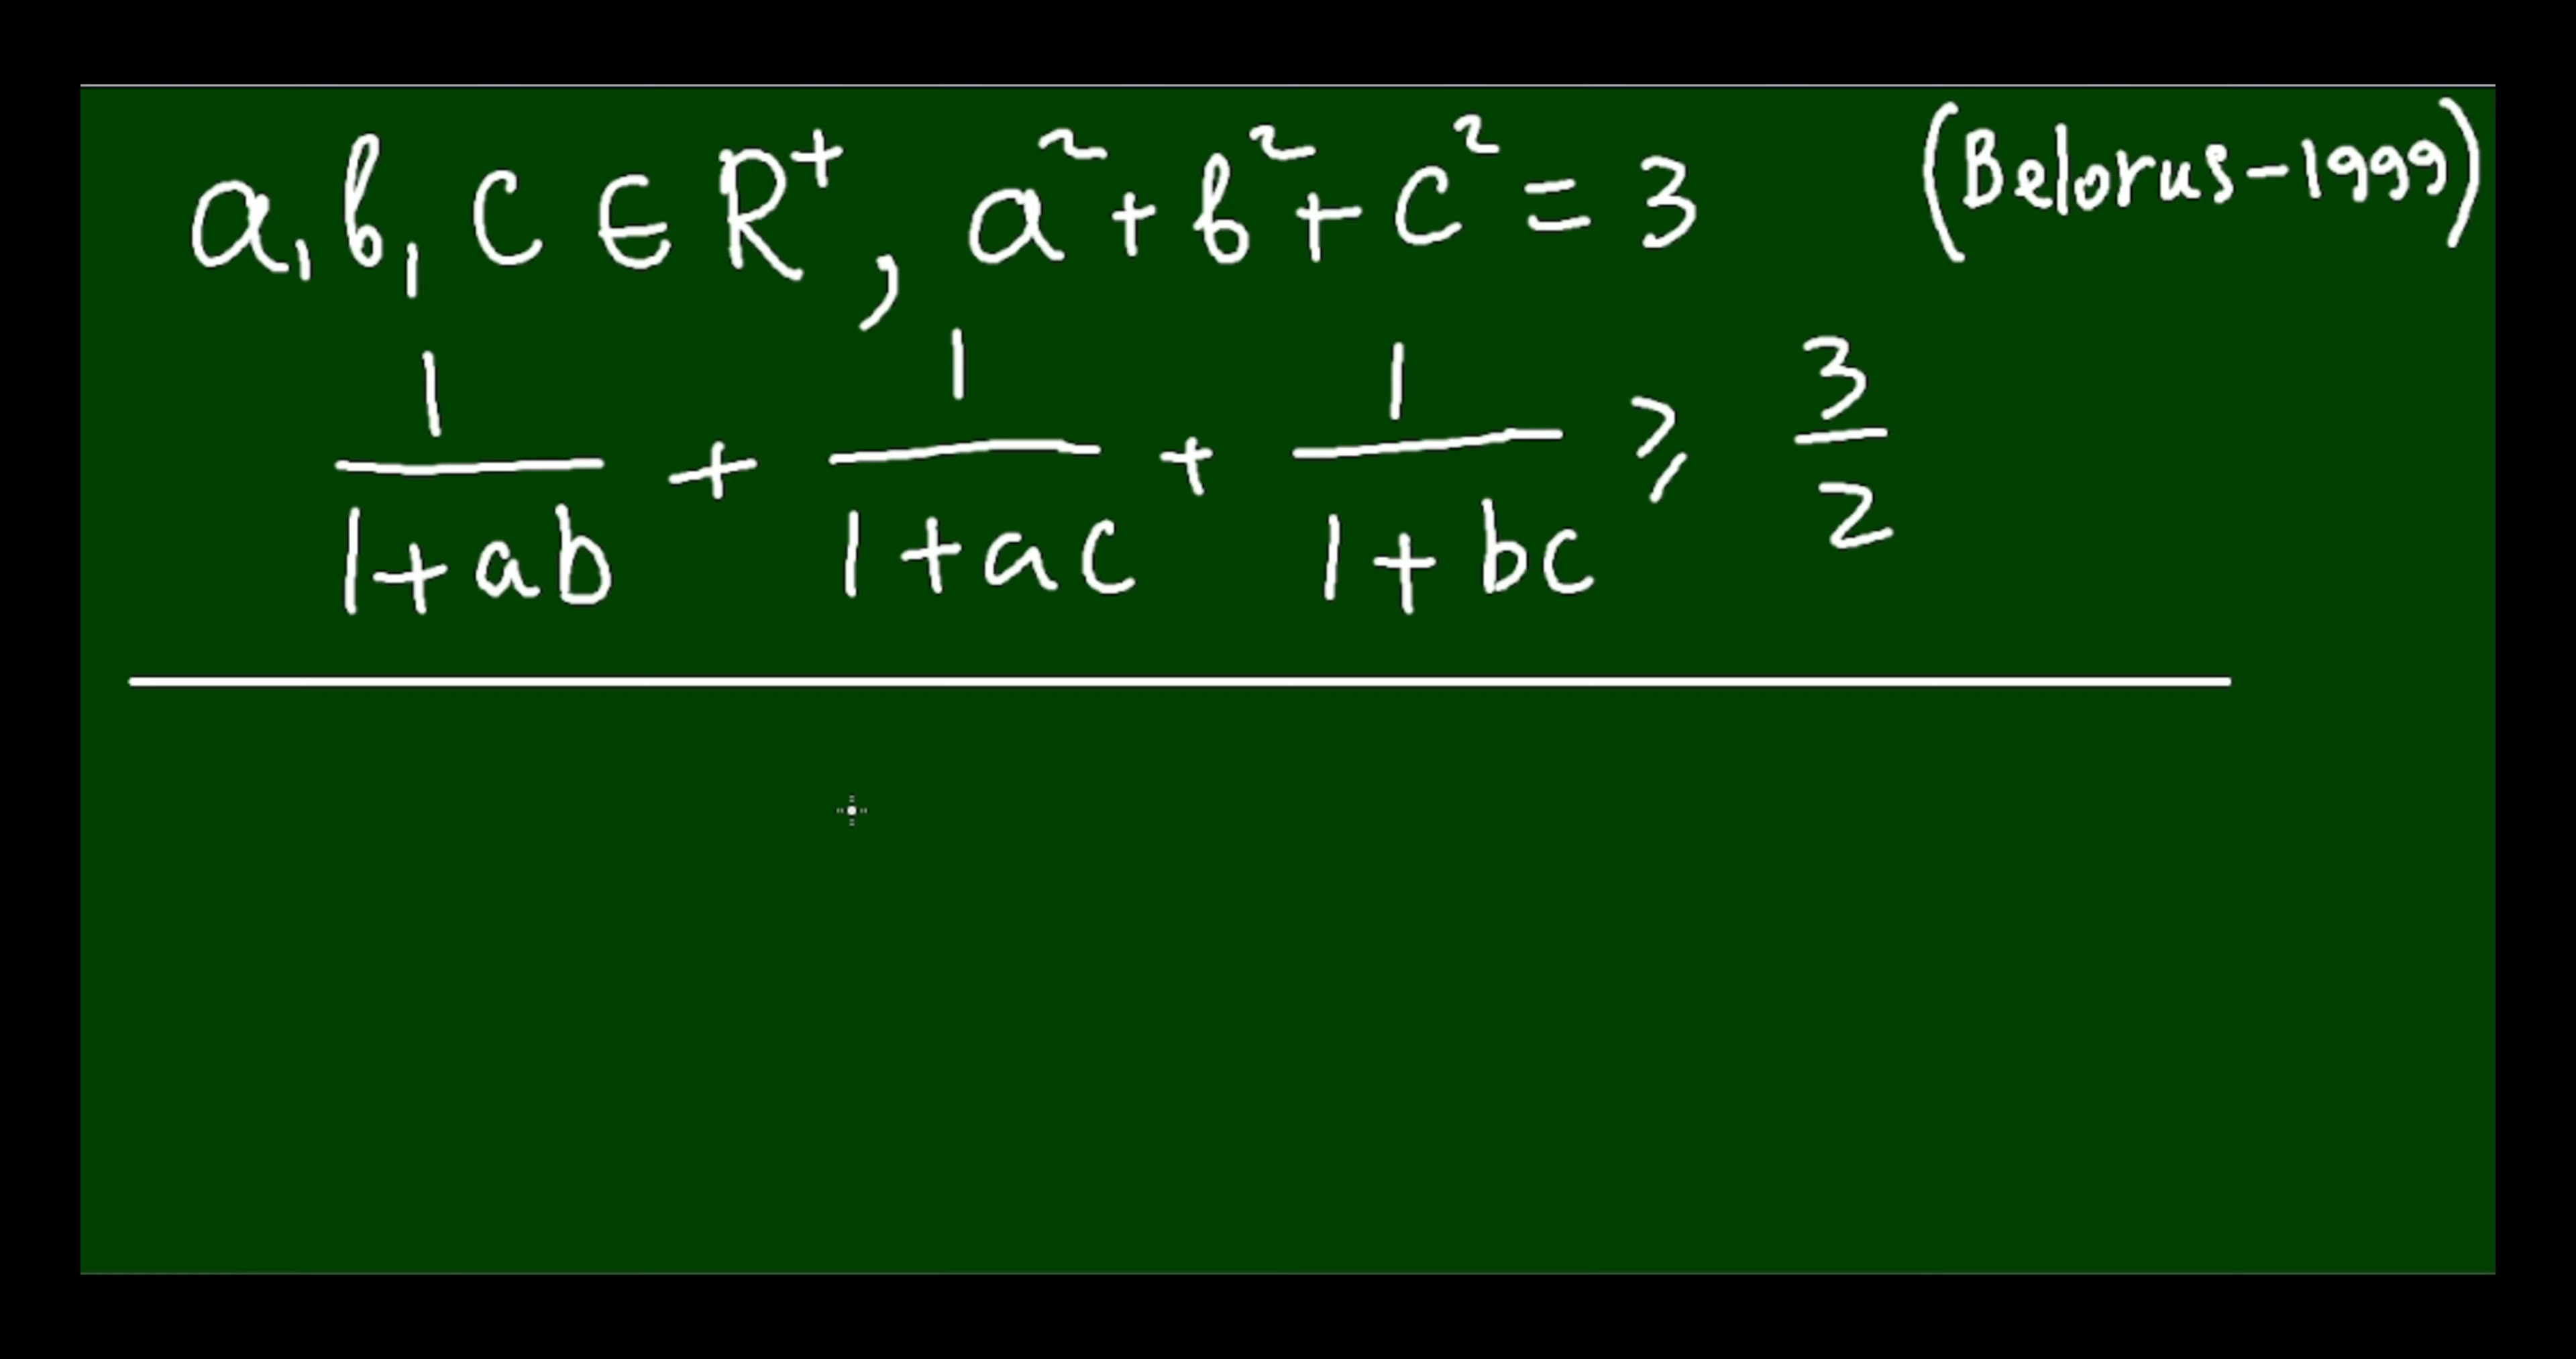 a, b, c ∈ R⁺, a² + b² + c² = 3 (Belorus-1999)
1/(1+ab) + 1/(1+ac) + 1/(1+bc) ⩾ 3/2